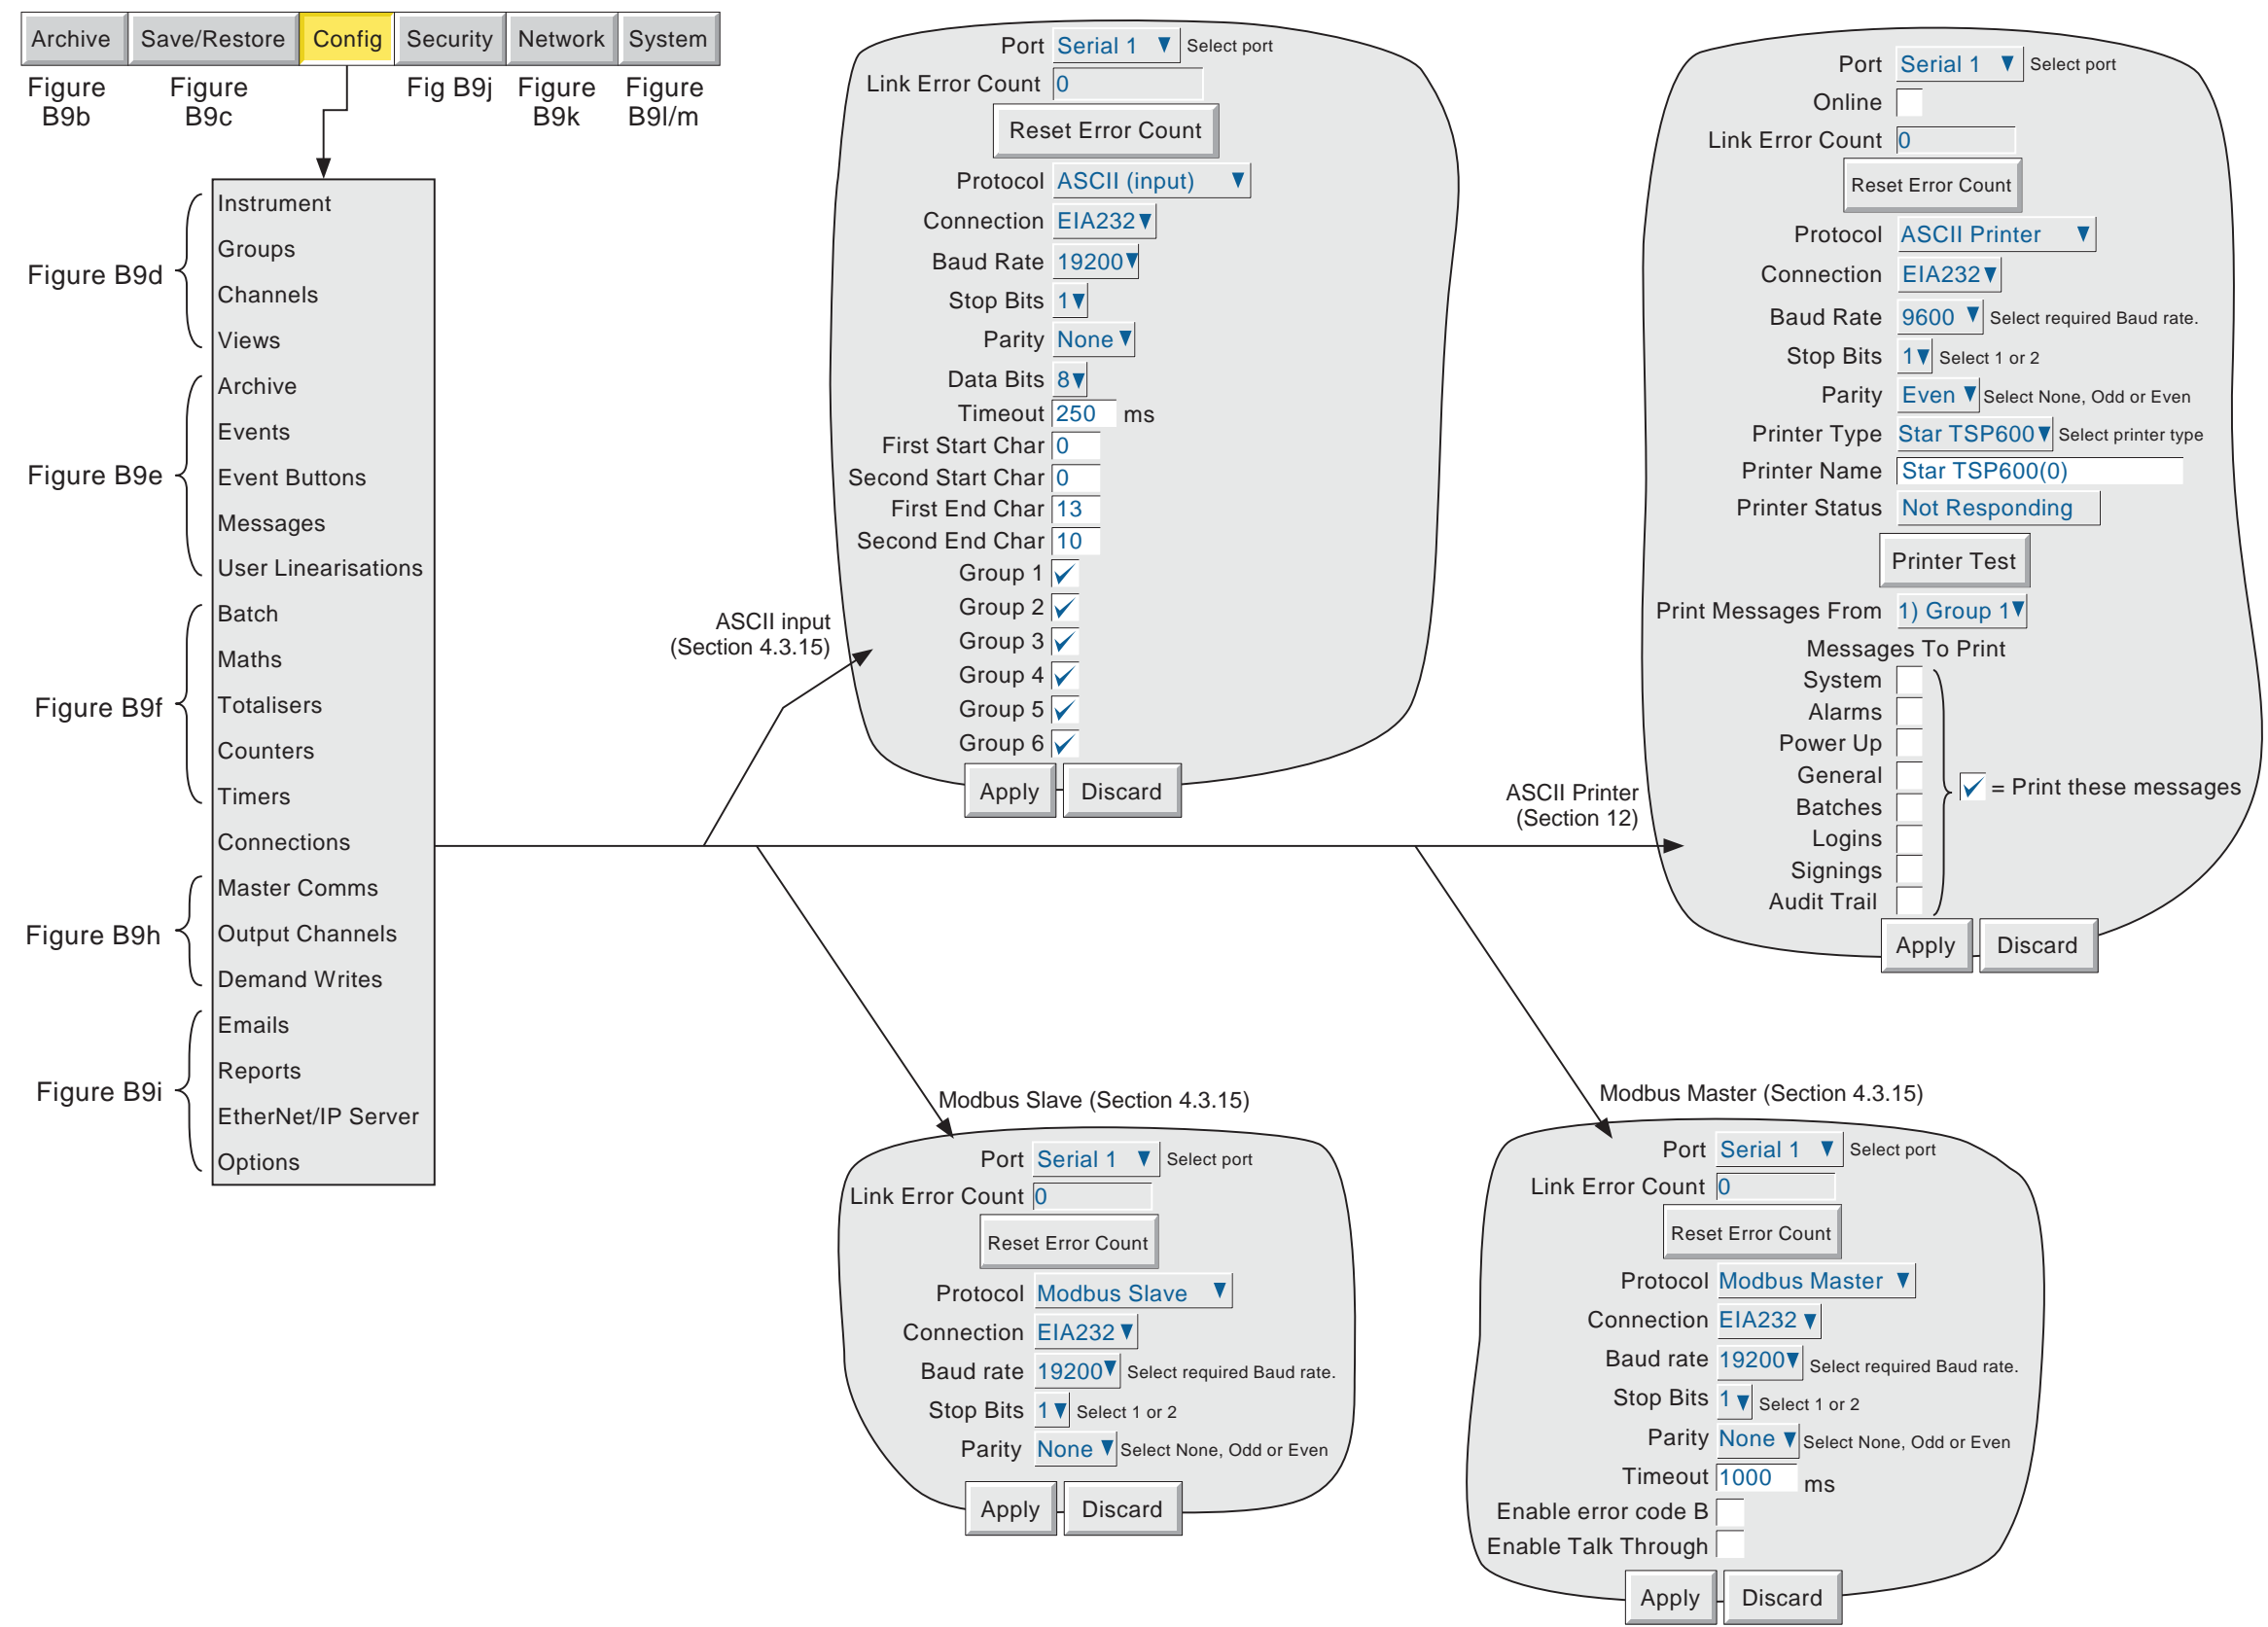 Archive Save/Restore Config Security Network System
Figure B9b
Figure B9c
Fig B9j
Figure B9k
Figure B9l/m
Figure B9d
Instrument
Groups
Channels
Views
Figure B9e
Archive
Events
Event Buttons
Messages
User Linearisations
Figure B9f
Batch
Maths
Totalisers
Counters
Timers
Connections
Figure B9h
Master Comms
Output Channels
Demand Writes
Figure B9i
Emails
Reports
EtherNet/IP Server
Options
ASCII input
(Section 4.3.15)
Port Serial 1 Select port
Link Error Count 0
Reset Error Count
Protocol ASCII (input)
Connection EIA232
Baud Rate 19200
Stop Bits 1
Parity None
Data Bits 8
Timeout 250 ms
First Start Char 0
Second Start Char 0
First End Char 13
Second End Char 10
Group 1
Group 2
Group 3
Group 4
Group 5
Group 6
Apply Discard
ASCII Printer
(Section 12)
Port Serial 1 Select port
Online
Link Error Count 0
Reset Error Count
Protocol ASCII Printer
Connection EIA232
Baud Rate 9600 Select required Baud rate.
Stop Bits 1 Select 1 or 2
Parity Even Select None, Odd or Even
Printer Type Star TSP600 Select printer type
Printer Name Star TSP600(0)
Printer Status Not Responding
Printer Test
Print Messages From 1) Group 1
Messages To Print
System
Alarms
Power Up
General
= Print these messages
Batches
Logins
Signings
Audit Trail
Apply Discard
Modbus Slave (Section 4.3.15)
Port Serial 1 Select port
Link Error Count 0
Reset Error Count
Protocol Modbus Slave
Connection EIA232
Baud rate 19200 Select required Baud rate.
Stop Bits 1 Select 1 or 2
Parity None Select None, Odd or Even
Apply Discard
Modbus Master (Section 4.3.15)
Port Serial 1 Select port
Link Error Count 0
Reset Error Count
Protocol Modbus Master
Connection EIA232
Baud rate 19200 Select required Baud rate.
Stop Bits 1 Select 1 or 2
Parity None Select None, Odd or Even
Timeout 1000 ms
Enable error code B
Enable Talk Through
Apply Discard